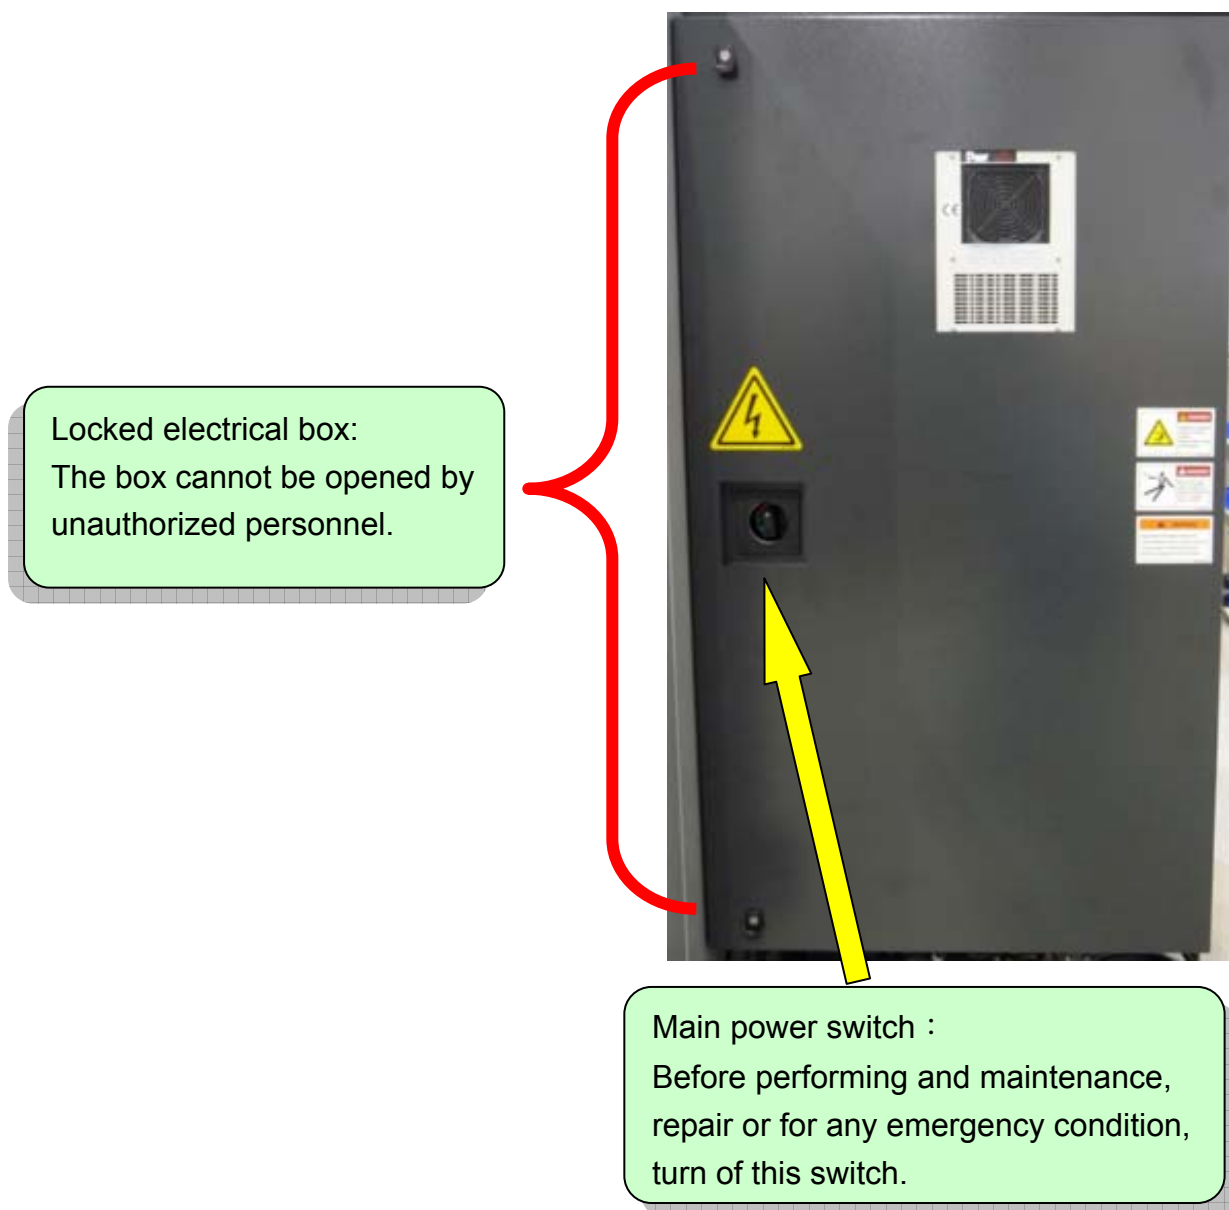 CE
Locked electrical box:
The box cannot be opened by
unauthorized personnel.
Main power switch：
Before performing and maintenance,
repair or for any emergency condition,
turn of this switch.